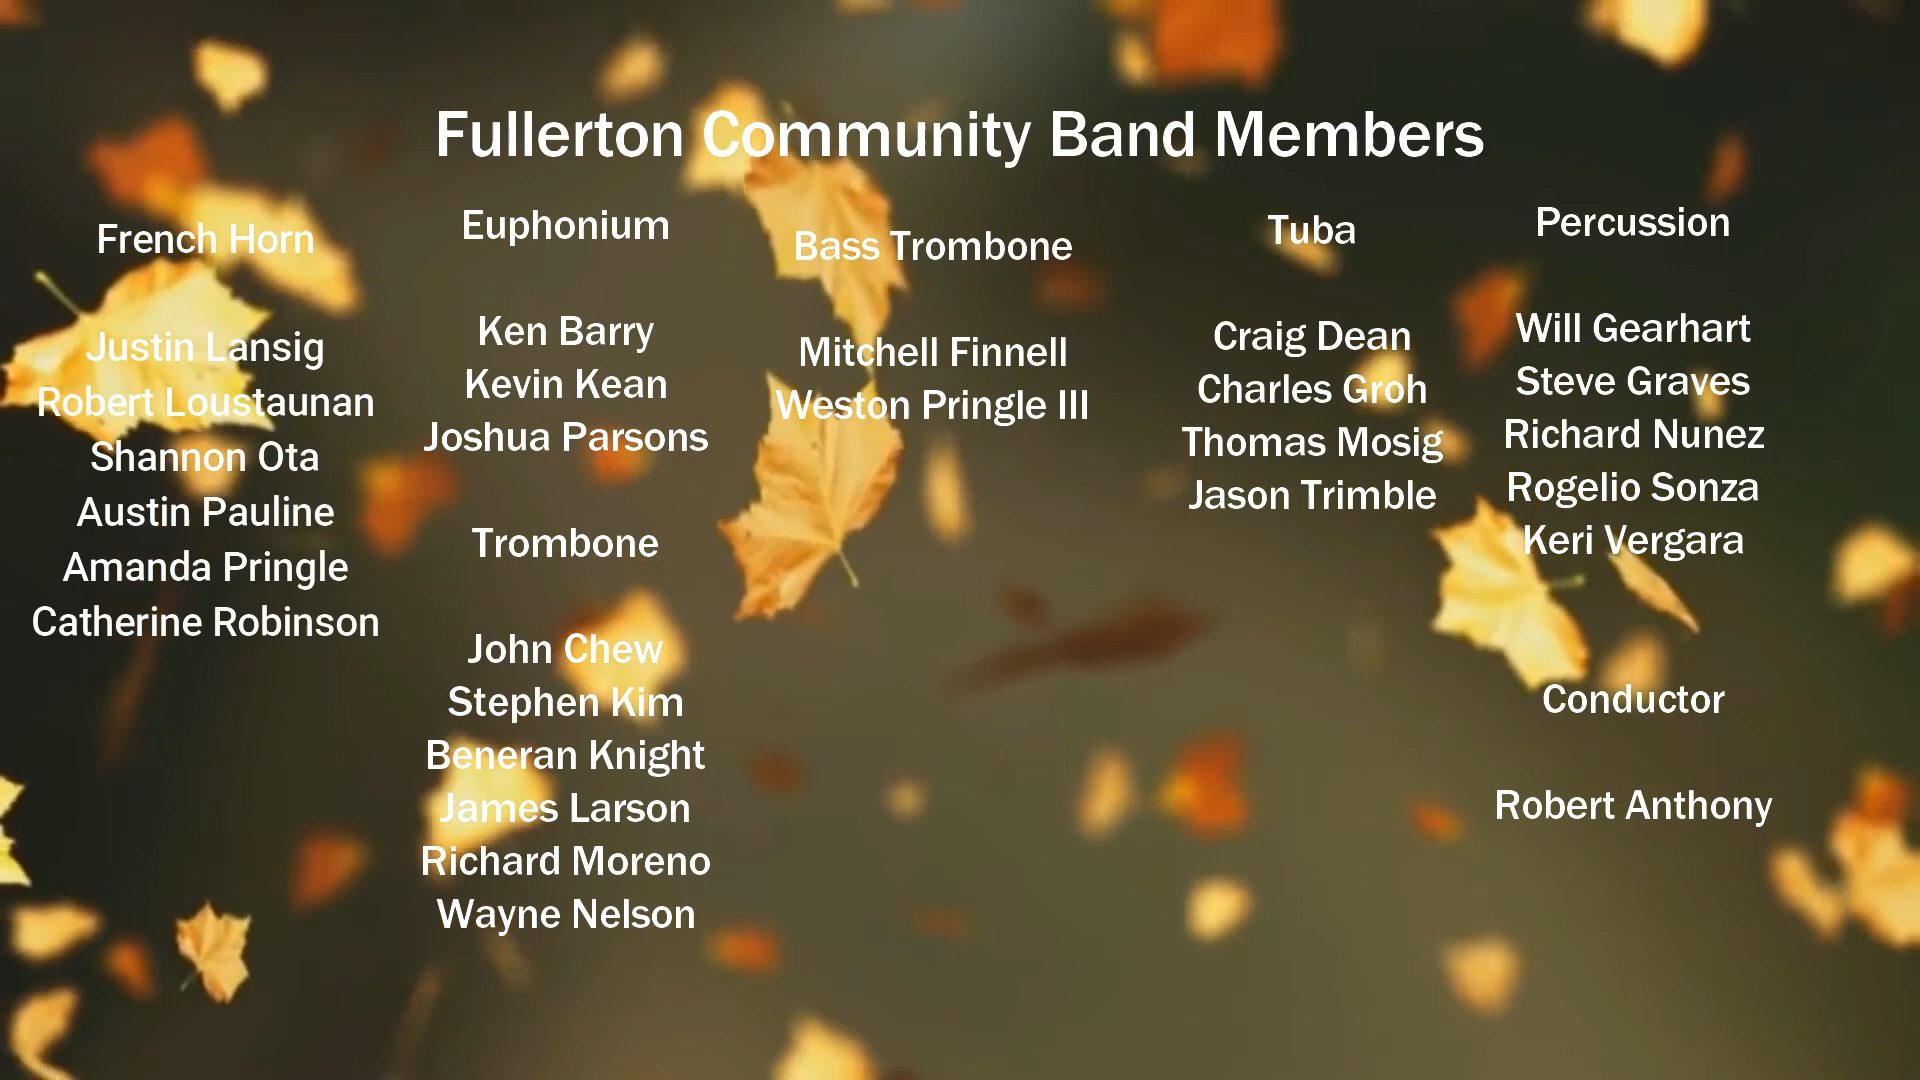 Fullerton Community Band Members
French Horn
Justin Lansig
Robert Loustaunan
Shannon Ota
Austin Pauline
Amanda Pringle
Catherine Robinson
Euphonium
Ken Barry
Kevin Kean
Joshua Parsons
Trombone
John Chew
Stephen Kim
Beneran Knight
James Larson
Richard Moreno
Wayne Nelson
Bass Trombone
Mitchell Finnell
Weston Pringle III
Tuba
Craig Dean
Charles Groh
Thomas Mosig
Jason Trimble
Percussion
Will Gearhart
Steve Graves
Richard Nunez
Rogelio Sonza
Keri Vergara
Conductor
Robert Anthony